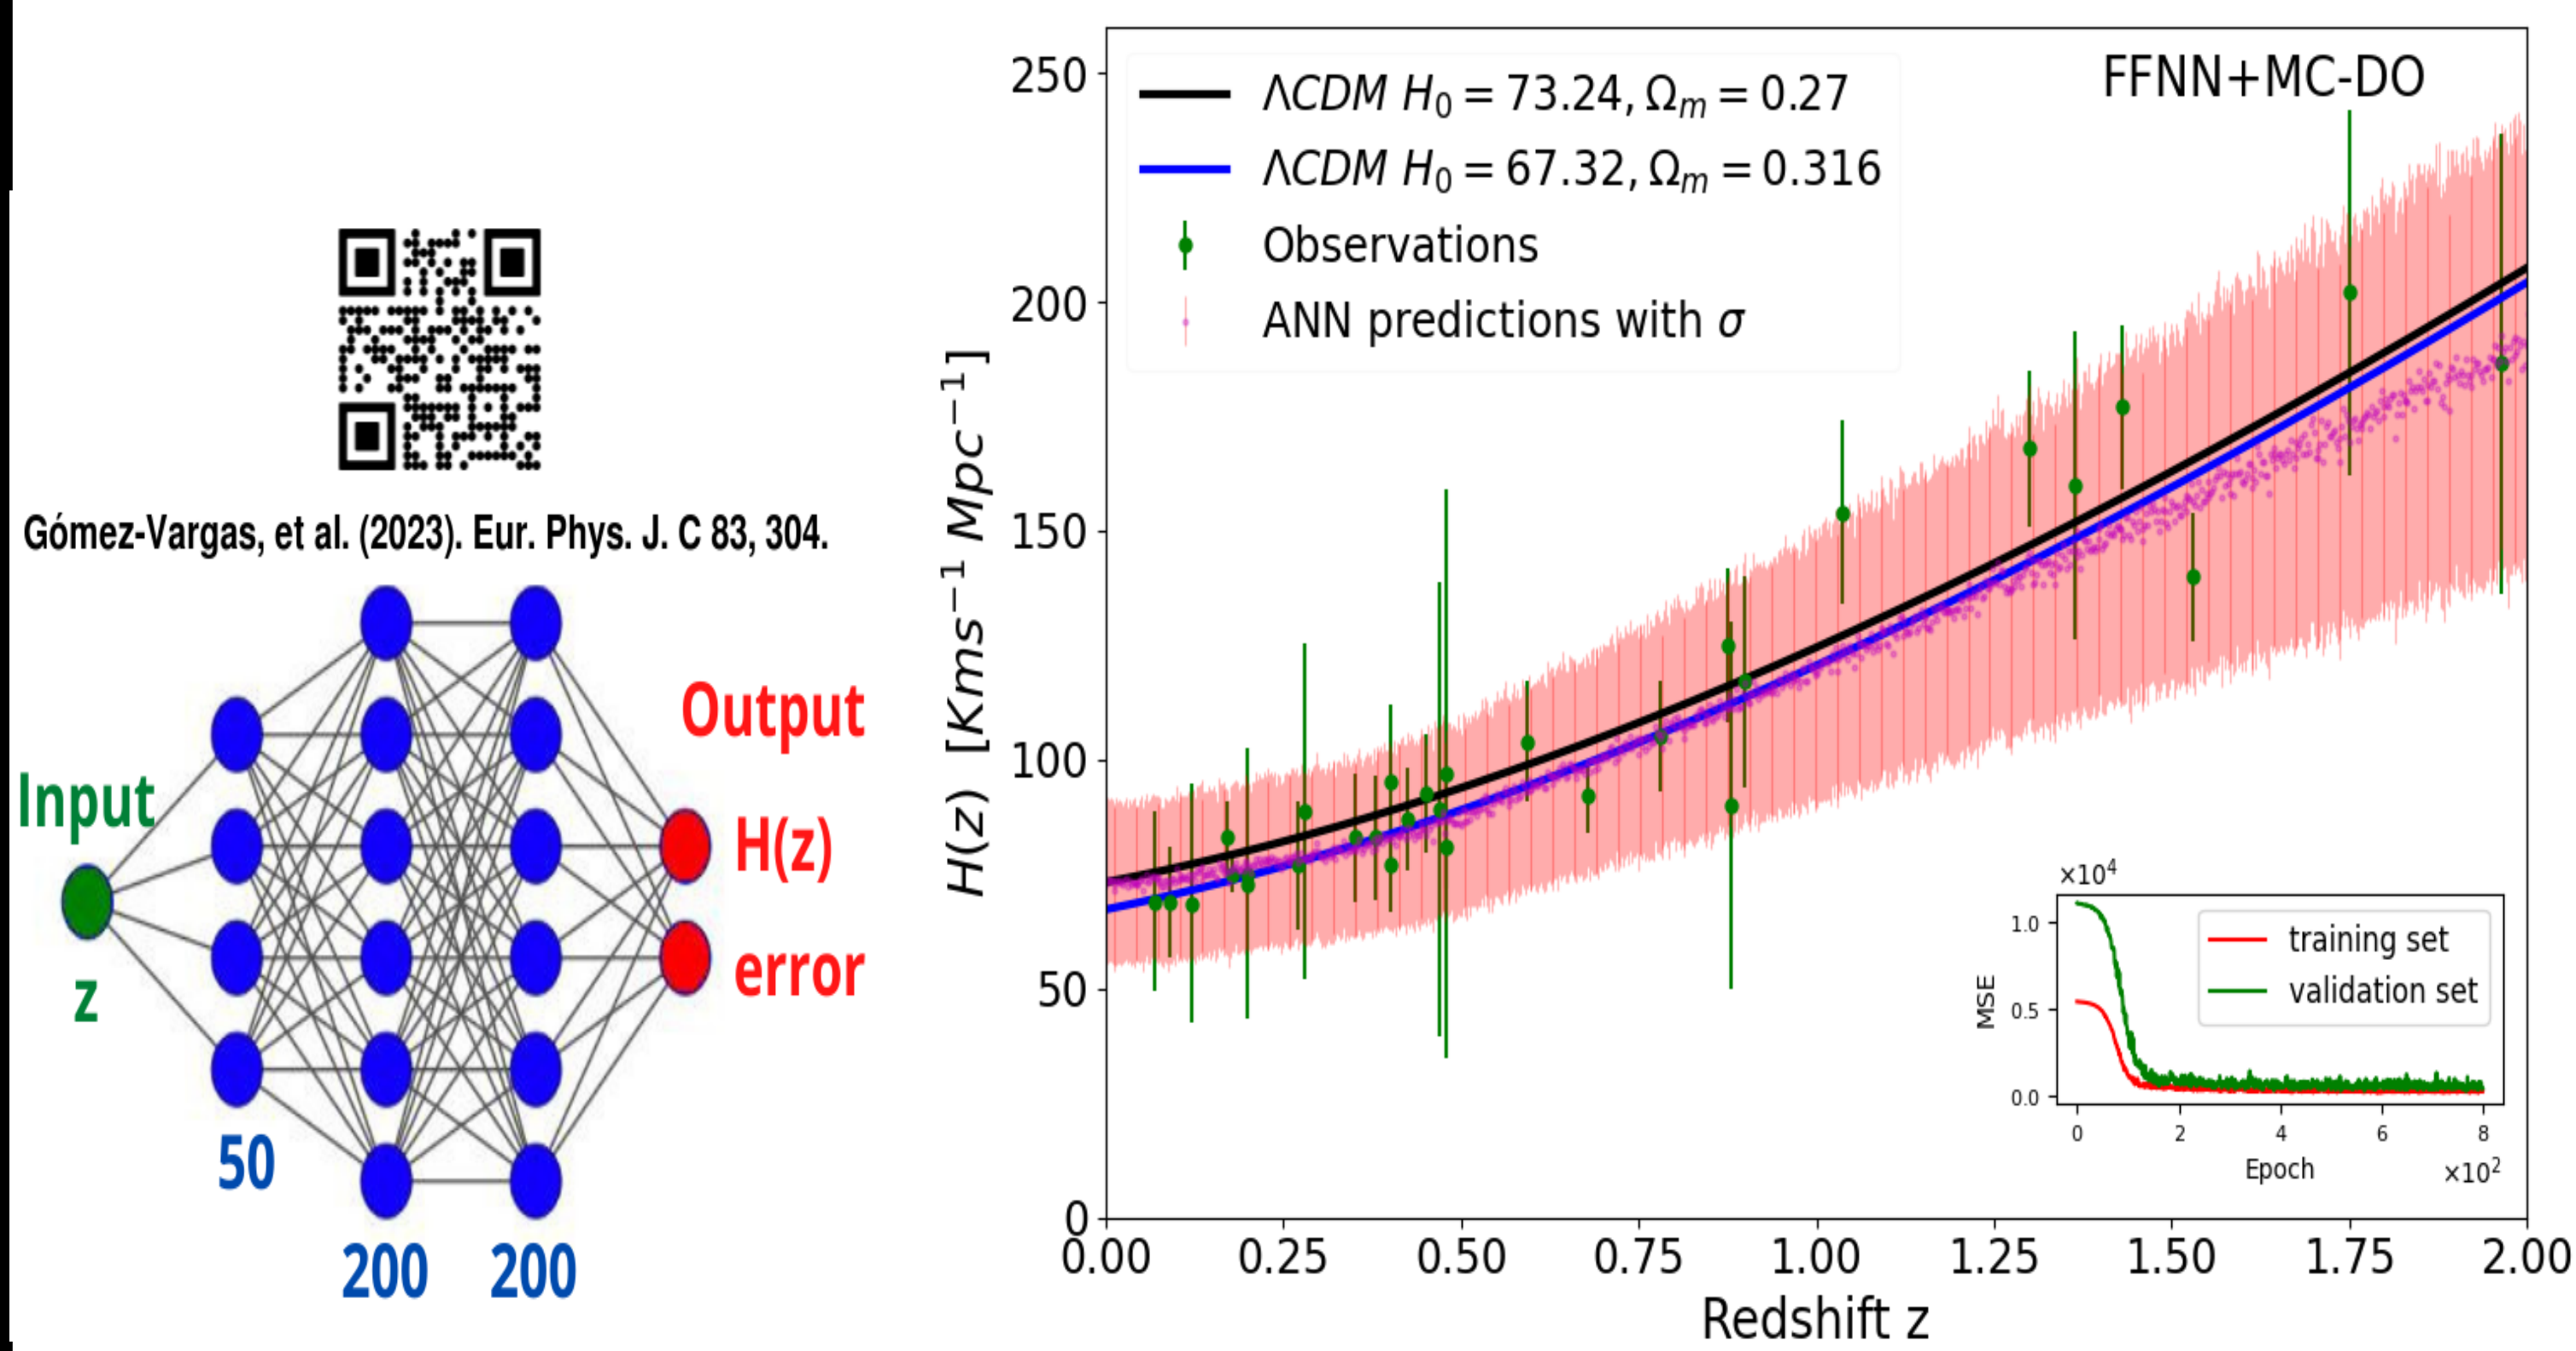 Gómez-Vargas, et al. (2023). Eur. Phys. J. C 83, 304.
Input
z
50
200
200
Output
H(z)
error
FFNN+MC-DO
ΛCDM H₀ = 73.24, Ωₘ = 0.27
ΛCDM H₀ = 67.32, Ωₘ = 0.316
Observations
ANN predictions with σ
H(z) [Kms⁻¹ Mpc⁻¹]
250
200
150
100
50
0
0.00 0.25 0.50 0.75 1.00 1.25 1.50 1.75 2.00
Redshift z
×10⁴
training set
validation set
MSE
1.0
0.5
0.0
0 2 4 6 8
Epoch
×10²